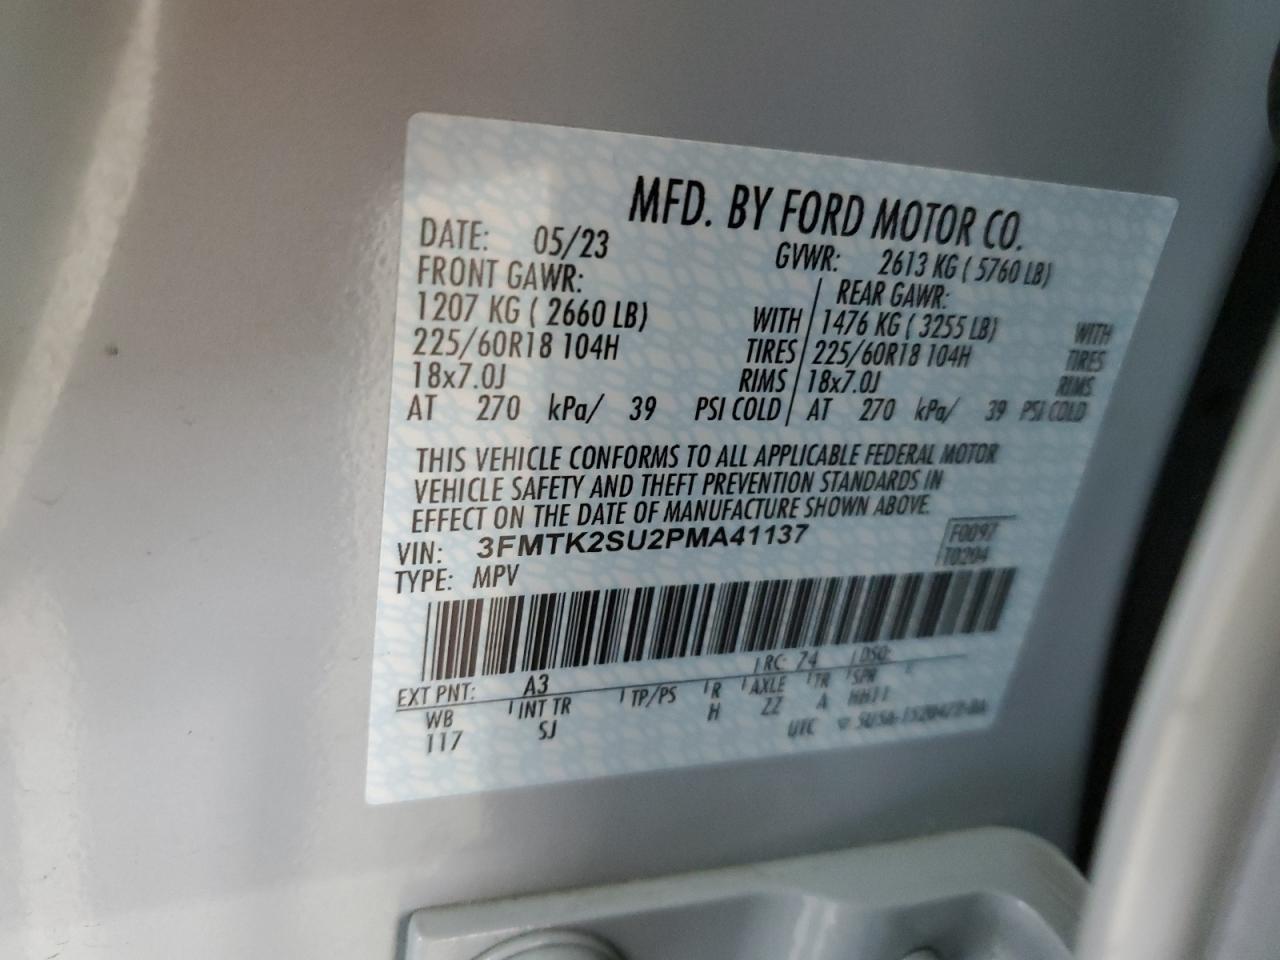 MFD. BY FORD MOTOR CO.
DATE: 05/23 GVWR: 2613 KG ( 5760 LB)
FRONT GAWR: REAR GAWR:
1207 KG ( 2660 LB) WITH 1476 KG ( 3255 LB) WITH
225/60R18 104H TIRES 225/60R18 104H TIRES
18x7.0J RIMS 18x7.0J RIMS
AT 270 kPa/ 39 PSI COLD AT 270 kPa/ 39 PSI COLD
THIS VEHICLE CONFORMS TO ALL APPLICABLE FEDERAL MOTOR
VEHICLE SAFETY AND THEFT PREVENTION STANDARDS IN
EFFECT ON THE DATE OF MANUFACTURE SHOWN ABOVE.
VIN: 3FMTK2SU2PMA41137 F0097
TYPE: MPV T0204
EXT PNT: A3 RC: 74 DSO:
WB INT TR TP/PS R AXLE TR SPR
117 SJ H ZZ A
UTC